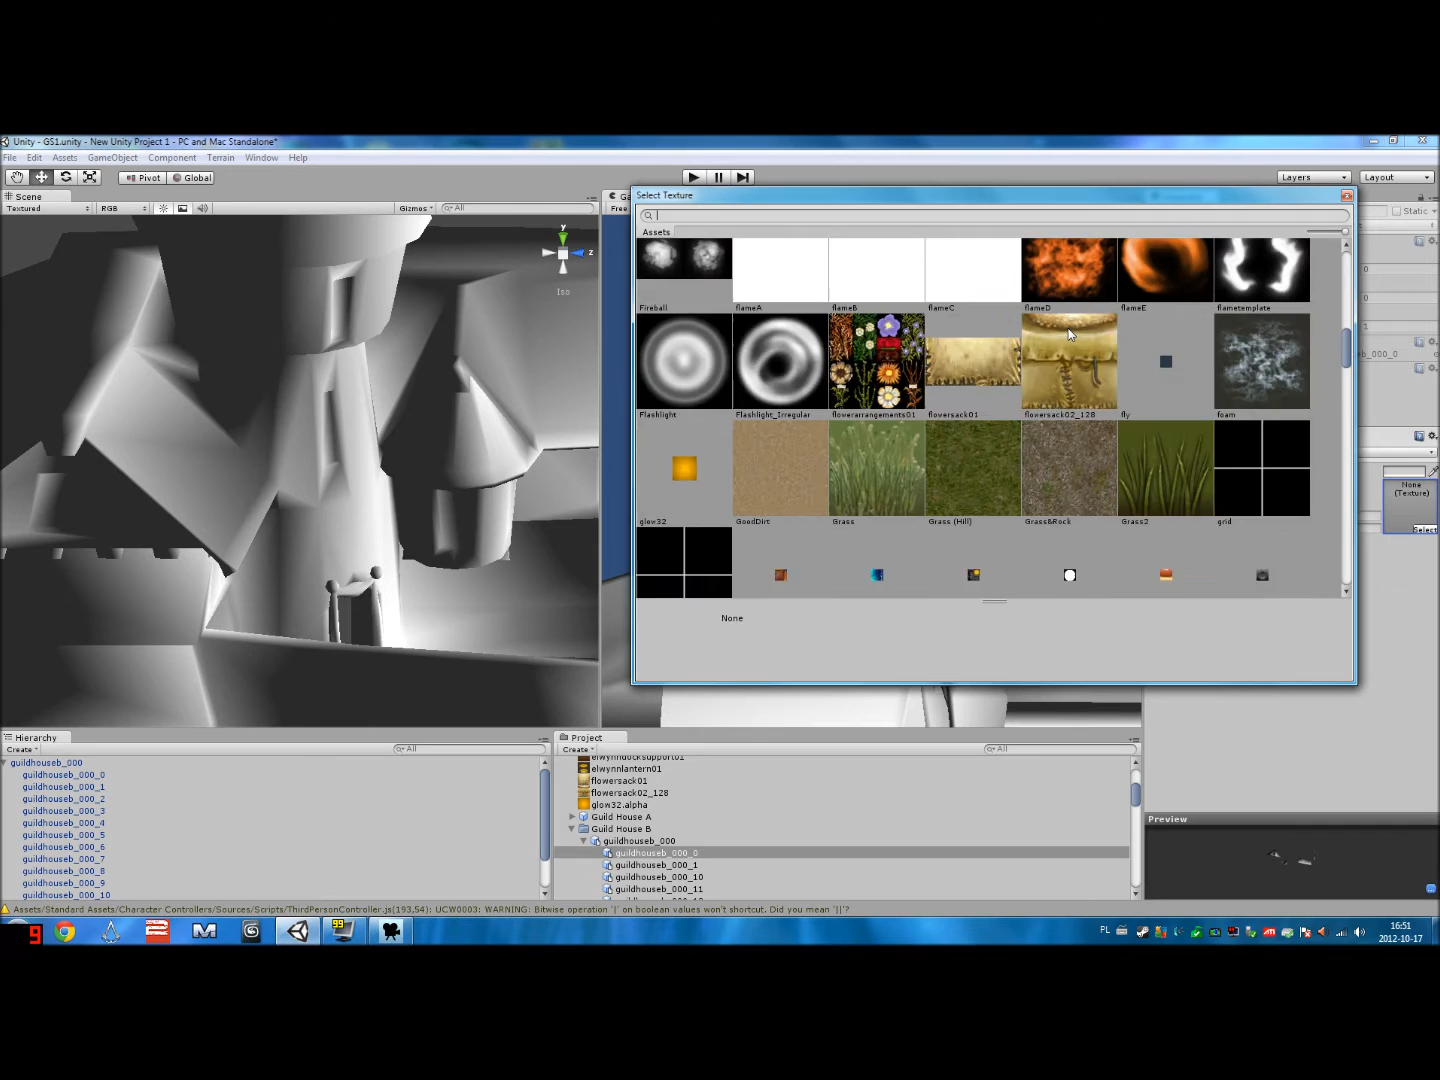 Unity - GS1.unity - New Unity Project 1 - PC and Mac Standalone*
File Edit Assets GameObject Component Terrain Window Help
Pivot Global Layers Layout
Scene
Textured RGB Gizmos All
Free
Static
y
z
Iso
Select Texture
Assets
Fireball flameA flameB flameC flameD flameE flametemplate
Flashlight Flashlight_Irregular flowerarrangements01 flowersack01 flowersack02_128 fly foam
glow32 GoodDirt Grass Grass (Hill) Grass&Rock Grass2 grid
None
None
(Texture)
Select
Hierarchy
Create All
guildhouseb_000
guildhouseb_000_0
guildhouseb_000_1
guildhouseb_000_2
guildhouseb_000_3
guildhouseb_000_4
guildhouseb_000_5
guildhouseb_000_6
guildhouseb_000_7
guildhouseb_000_8
guildhouseb_000_9
guildhouseb_000_10
Project
Create All
elwynndocksupport01
elwynnlantern01
flowersack01
flowersack02_128
glow32.alpha
Guild House A
Guild House B
guildhouseb_000
guildhouseb_000_0
guildhouseb_000_1
guildhouseb_000_10
guildhouseb_000_11
Preview
Assets/Standard Assets/Character Controllers/Sources/Scripts/ThirdPersonController.js(193,54): UCW0003: WARNING: Bitwise operation '|' on boolean values won't shortcut. Did you mean '||'?
9
99
PL
16:51
2012-10-17